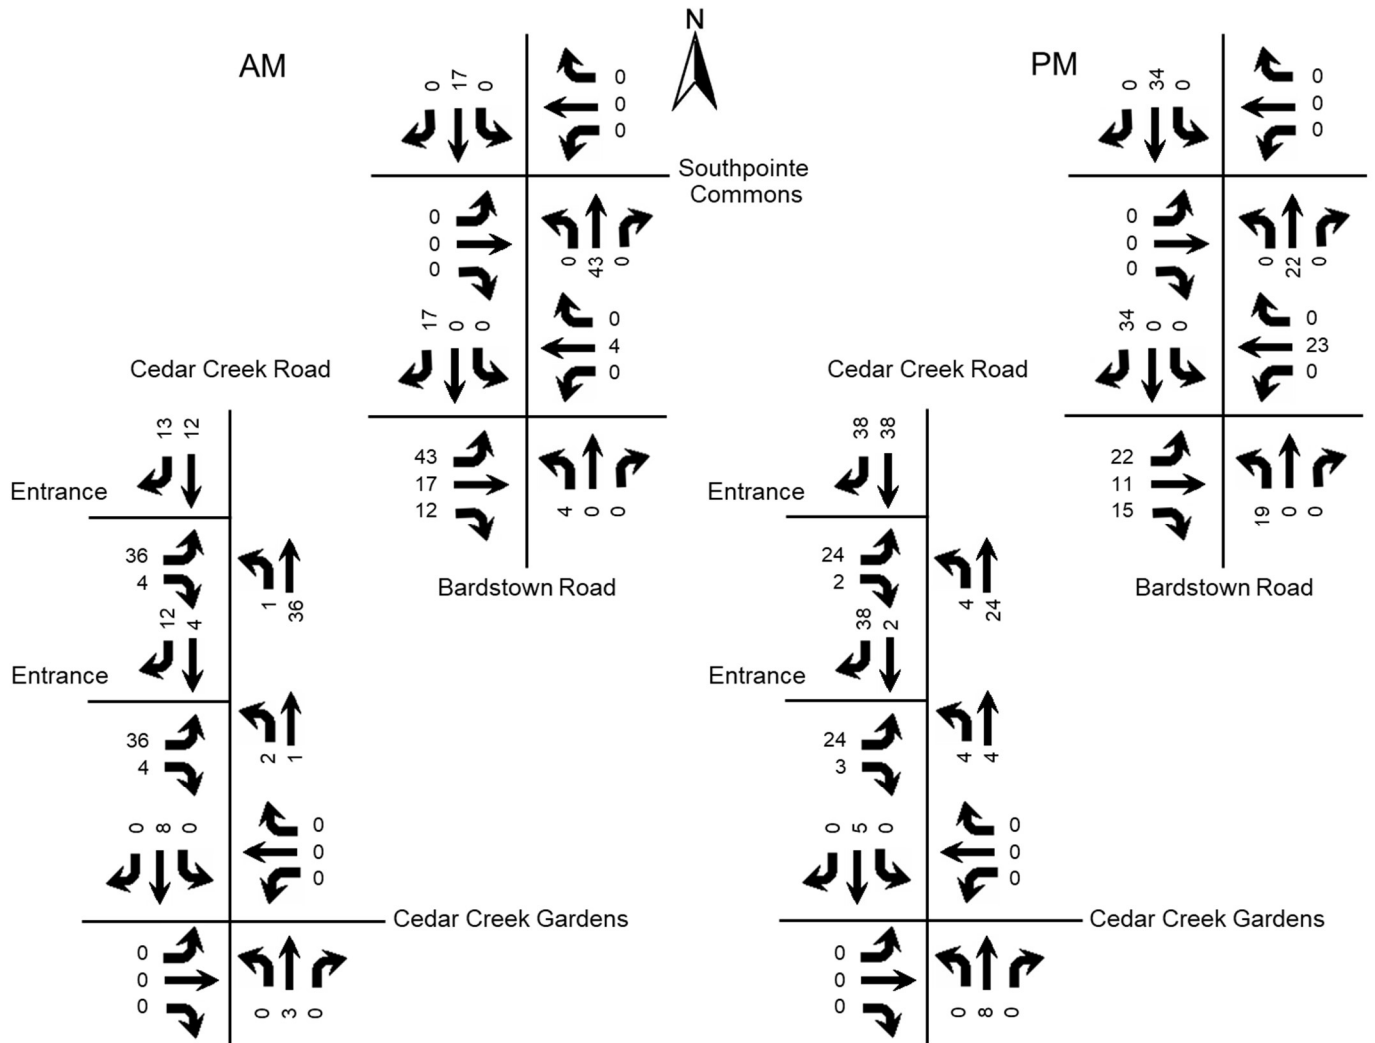 N
AM
PM
0 17 0
0
0
0
0 34 0
0
0
0
Southpointe
Commons
0
0
0
0 43 0
0
0
0
0 22 0
17 0 0
0
4
0
34 0 0
0
23
0
Cedar Creek Road
Cedar Creek Road
13 12
43
17
12
4 0 0
38 38
22
11
15
19 0 0
Entrance
Entrance
Bardstown Road
Bardstown Road
36
4
1 36
24
2
4 24
12 4
38 2
Entrance
Entrance
36
4
2 1
24
3
4 4
0 8 0
0
0
0
0 5 0
0
0
0
Cedar Creek Gardens
Cedar Creek Gardens
0
0
0
0 3 0
0
0
0
0 8 0